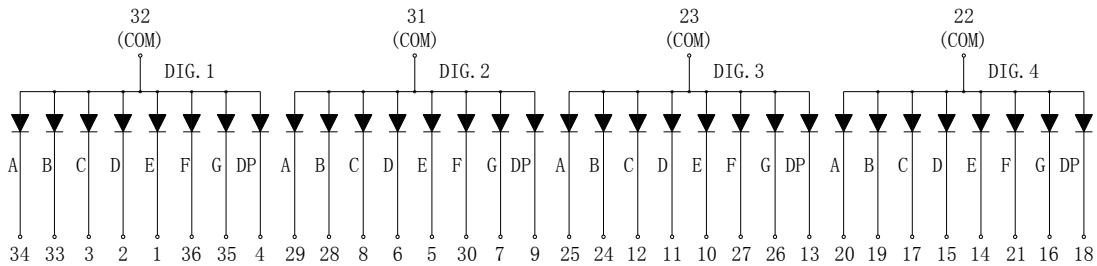 32 31 23 22
(COM) (COM) (COM) (COM)
DIG.1 DIG.2 DIG.3 DIG.4
A B C D E F G DP A B C D E F G DP A B C D E F G DP A B C D E F G DP
34 33 3 2 1 36 35 4 29 28 8 6 5 30 7 9 25 24 12 11 10 27 26 13 20 19 17 15 14 21 16 18